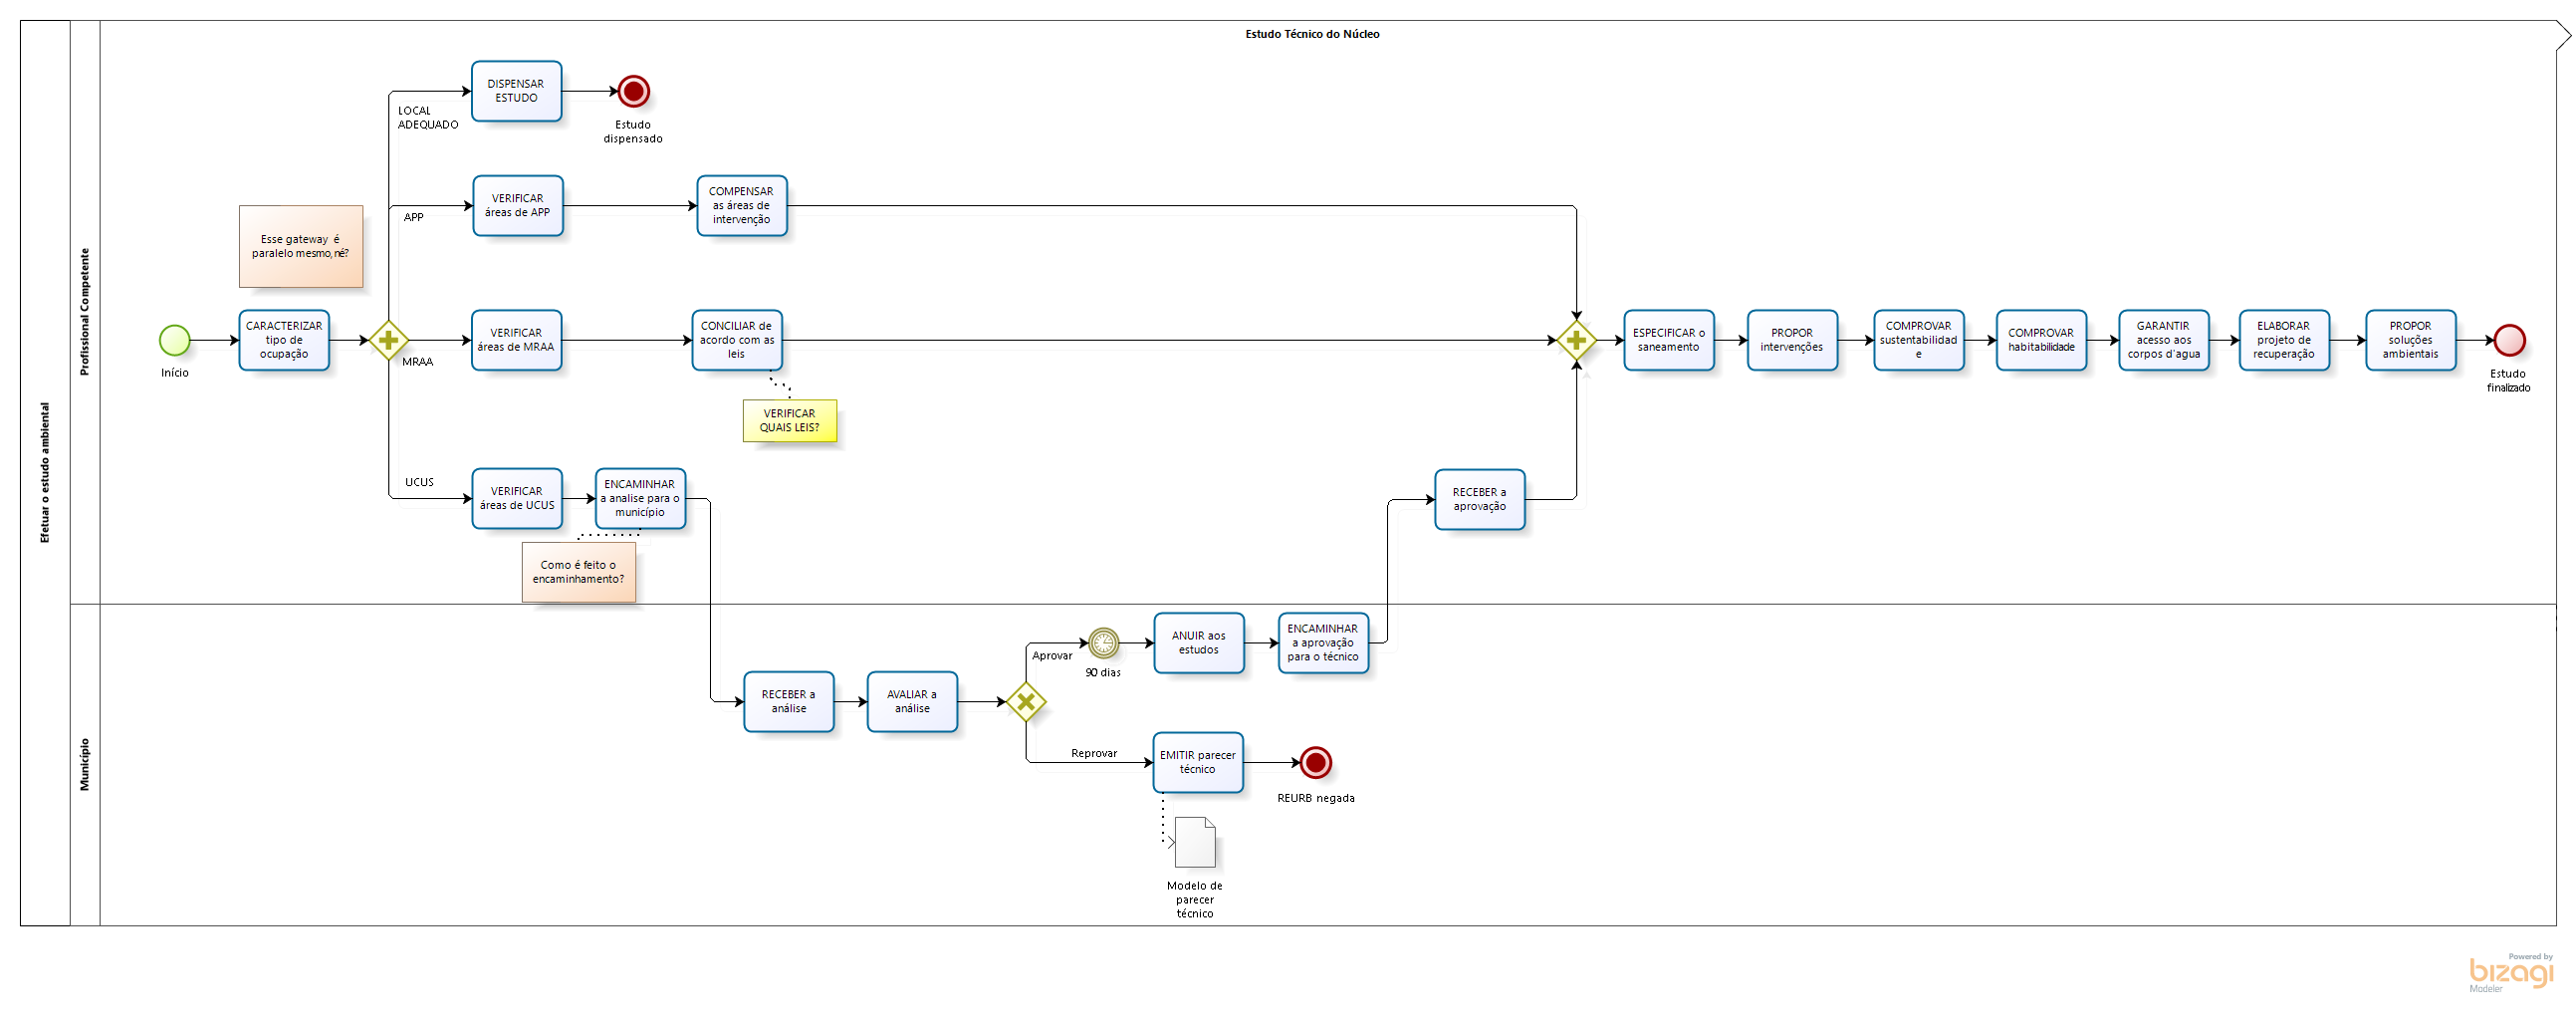 Estudo Técnico do Núcleo
Efetuar o estudo ambiental
Profissional Competente
DISPENSAR
ESTUDO
LOCAL
ADEQUADO
Estudo
dispensado
VERIFICAR
áreas de APP
COMPENSAR
as áreas de
intervenção
APP
Esse gateway é
paralelo mesmo,né?
Início
CARACTERIZAR
tipo de
ocupação
MRAA
VERIFICAR
áreas de MRAA
CONCILIAR de
acordo com as
leis
VERIFICAR
QUAIS LEIS?
ESPECIFICAR o
saneamento
PROPOR
intervenções
COMPROVAR
sustentabilidad
e
COMPROVAR
habitabilidade
GARANTIR
acesso aos
corpos d'agua
ELABORAR
projeto de
recuperação
PROPOR
soluções
ambientais
Estudo
finalizado
UCUS
VERIFICAR
áreas de UCUS
ENCAMINHAR
a analise para o
município
Como é feito o
encaminhamento?
RECEBER a
aprovação
Município
RECEBER a
análise
AVALIAR a
análise
Aprovar
90 dias
ANUIR aos
estudos
ENCAMINHAR
a aprovação
para o técnico
Reprovar
EMITIR parecer
técnico
REURB negada
Modelo de
parecer
técnico
Powered by
bizagi
Modeler